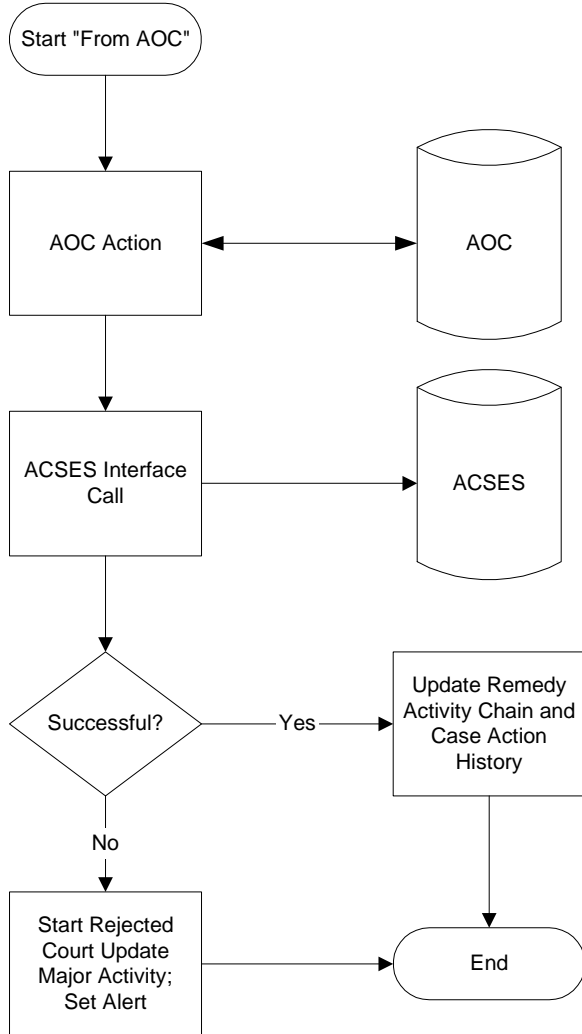 Start "From AOC"
AOC Action
AOC
ACSES Interface
Call
ACSES
Successful?
Yes
Update Remedy
Activity Chain and
Case Action
History
No
Start Rejected
Court Update
Major Activity;
Set Alert
End